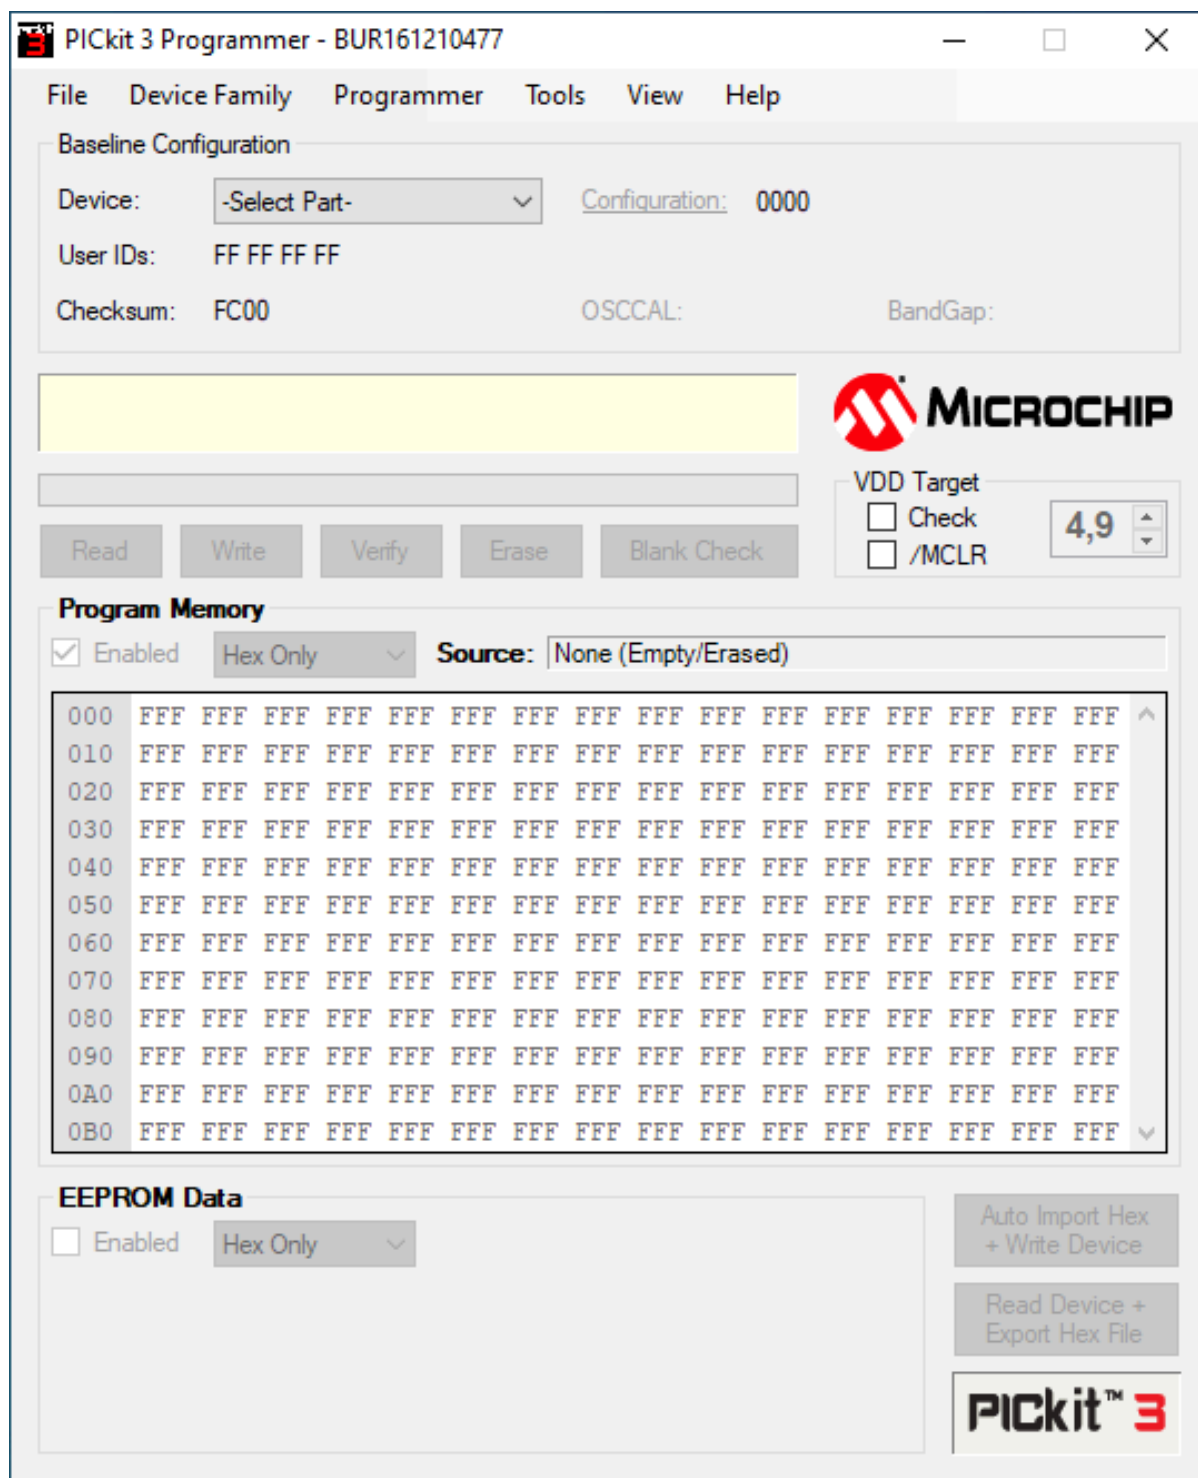 PICkit 3 Programmer - BUR161210477
File Device Family Programmer Tools View Help
Baseline Configuration
Device: -Select Part- Configuration: 0000
User IDs: FF FF FF FF
Checksum: FC00 OSCCAL: BandGap:
MICROCHIP
VDD Target
Check
/MCLR
4,9
Read Write Verify Erase Blank Check
Program Memory
Enabled Hex Only Source: None (Empty/Erased)
000 FFF FFF FFF FFF FFF FFF FFF FFF FFF FFF FFF FFF FFF FFF FFF FFF
010 FFF FFF FFF FFF FFF FFF FFF FFF FFF FFF FFF FFF FFF FFF FFF FFF
020 FFF FFF FFF FFF FFF FFF FFF FFF FFF FFF FFF FFF FFF FFF FFF FFF
030 FFF FFF FFF FFF FFF FFF FFF FFF FFF FFF FFF FFF FFF FFF FFF FFF
040 FFF FFF FFF FFF FFF FFF FFF FFF FFF FFF FFF FFF FFF FFF FFF FFF
050 FFF FFF FFF FFF FFF FFF FFF FFF FFF FFF FFF FFF FFF FFF FFF FFF
060 FFF FFF FFF FFF FFF FFF FFF FFF FFF FFF FFF FFF FFF FFF FFF FFF
070 FFF FFF FFF FFF FFF FFF FFF FFF FFF FFF FFF FFF FFF FFF FFF FFF
080 FFF FFF FFF FFF FFF FFF FFF FFF FFF FFF FFF FFF FFF FFF FFF FFF
090 FFF FFF FFF FFF FFF FFF FFF FFF FFF FFF FFF FFF FFF FFF FFF FFF
0A0 FFF FFF FFF FFF FFF FFF FFF FFF FFF FFF FFF FFF FFF FFF FFF FFF
0B0 FFF FFF FFF FFF FFF FFF FFF FFF FFF FFF FFF FFF FFF FFF FFF FFF
EEPROM Data
Enabled Hex Only
Auto Import Hex
+ Write Device
Read Device +
Export Hex File
PICkit™ 3